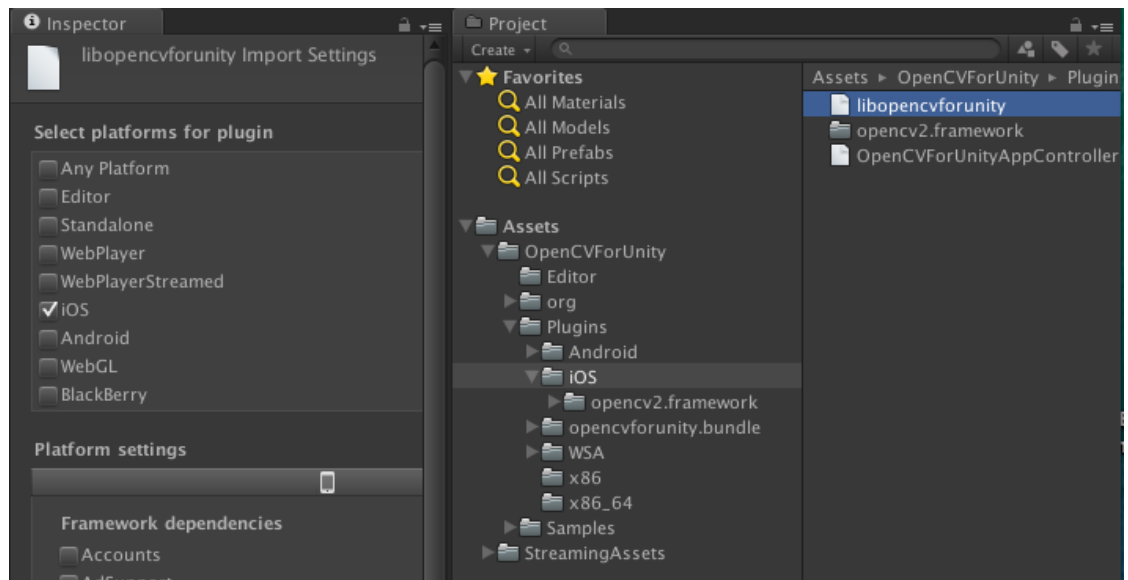 Inspector
libopencvforunity Import Settings
Select platforms for plugin
Any Platform
Editor
Standalone
WebPlayer
WebPlayerStreamed
iOS
Android
WebGL
BlackBerry
Platform settings
Framework dependencies
Accounts
AdSupport
Project
Create
Favorites
All Materials
All Models
All Prefabs
All Scripts
Assets
OpenCVForUnity
Editor
org
Plugins
Android
iOS
opencv2.framework
opencvforunity.bundle
WSA
x86
x86_64
Samples
StreamingAssets
Assets ▸ OpenCVForUnity ▸ Plugin
libopencvforunity
opencv2.framework
OpenCVForUnityAppController